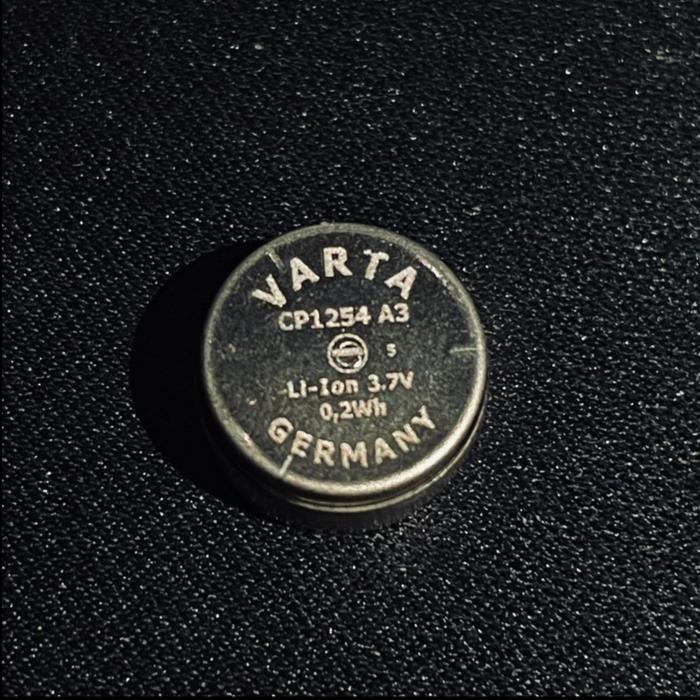 VARTA
CP1254 A3
5
Li-Ion 3.7V
0,2Wh
GERMANY